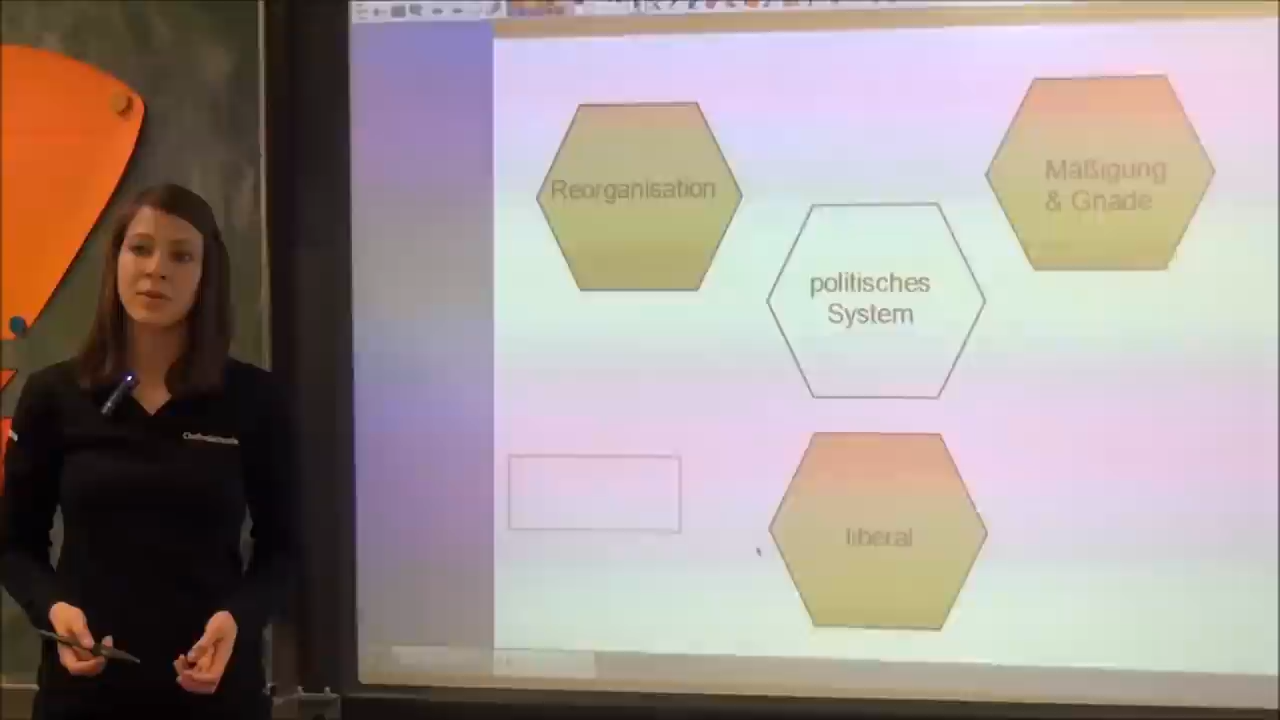 Reorganisation
Mäßigung
& Gnade
politisches
System
liberal